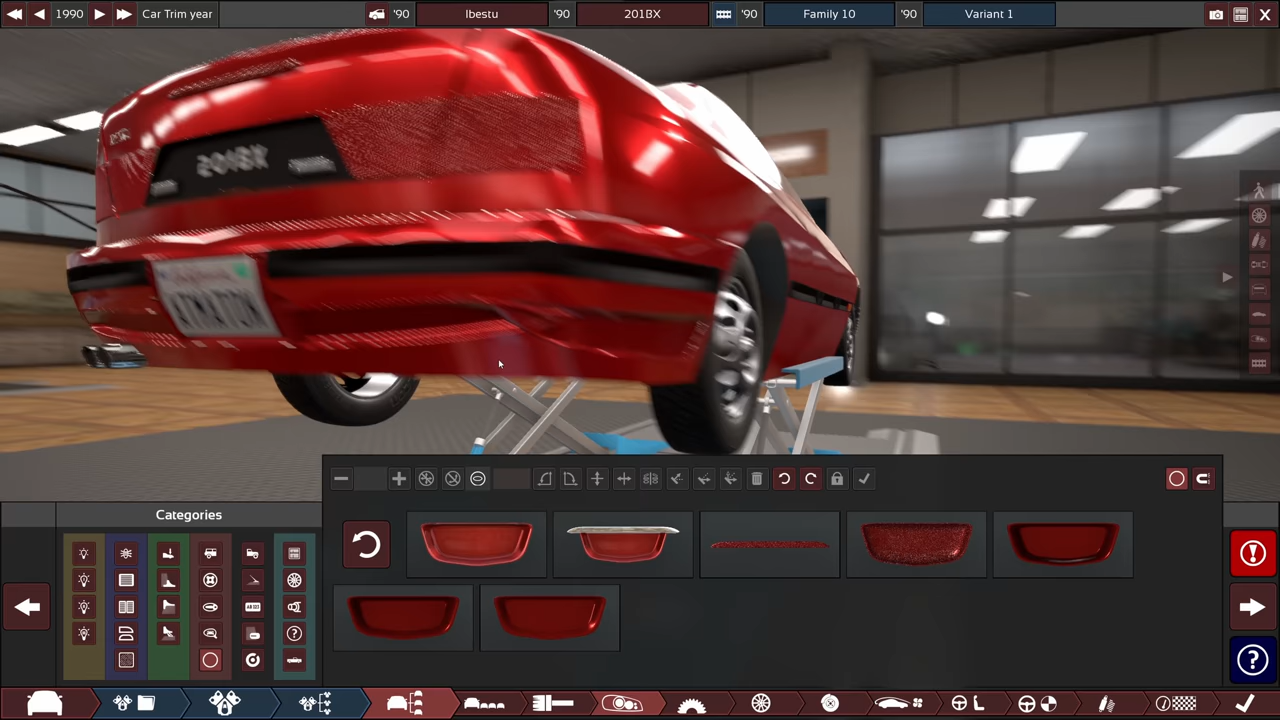 1990
Car Trim year
'90
Ibestu
'90
201BX
'90
Family 10
'90
Variant 1
201BX
Categories